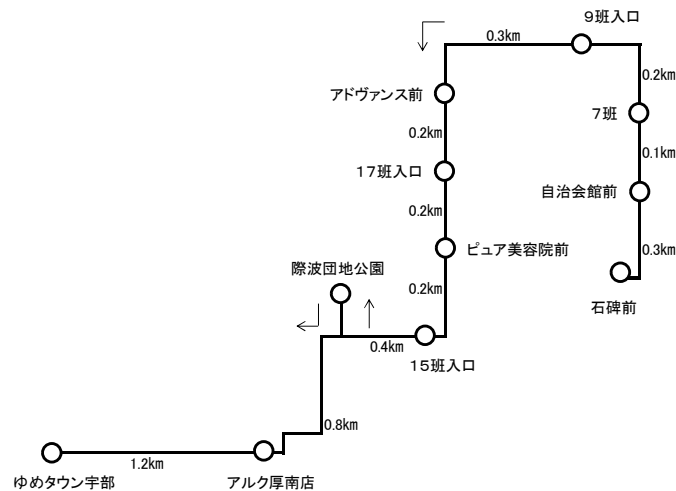 9班入口
0.3km
0.2km
アドヴァンス前
7班
0.2km
0.1km
17班入口
自治会館前
0.2km
ピュア美容院前
0.3km
際波団地公園
0.2km
石碑前
0.4km
15班入口
0.8km
1.2km
ゆめタウン宇部
アルク厚南店